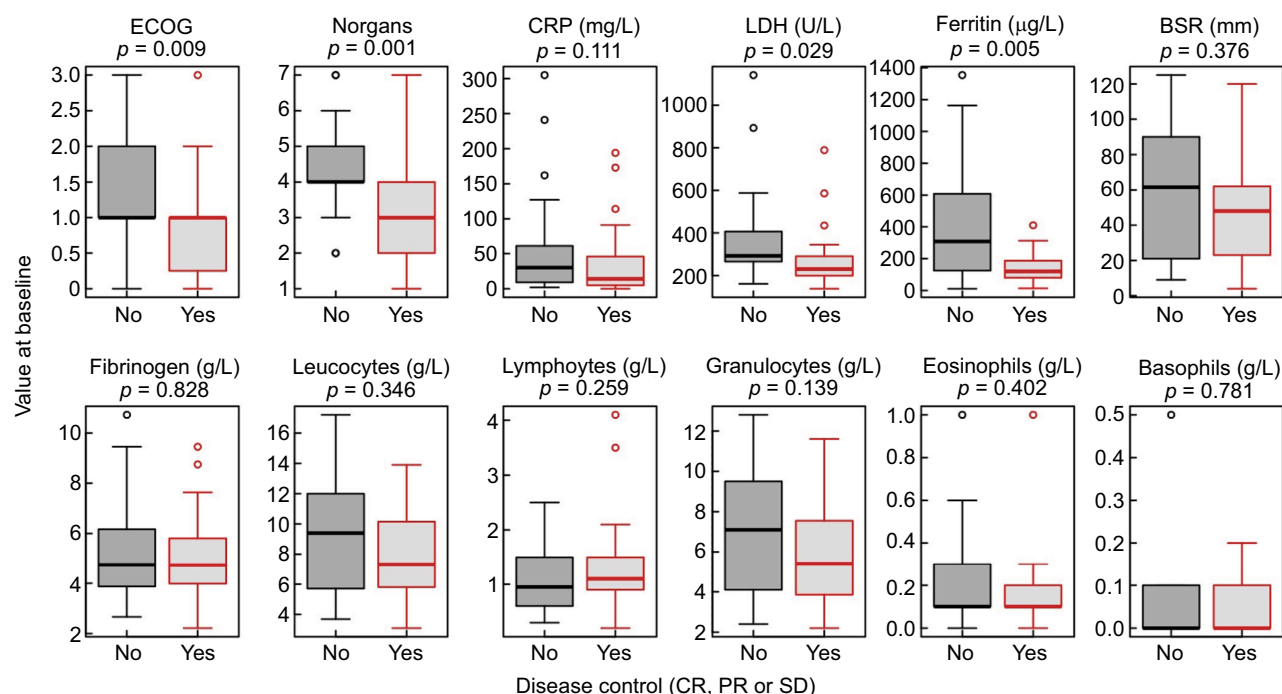 ECOG
p = 0.009
3.0
2.5
2.0
1.5
1.0
0.5
0
No Yes
Norgans
p = 0.001
7
6
5
4
3
2
1
No Yes
CRP (mg/L)
p = 0.111
300
250
200
150
100
50
0
No Yes
LDH (U/L)
p = 0.029
1000
600
400
200
No Yes
Ferritin (μg/L)
p = 0.005
1400
1200
1000
800
600
400
200
0
No Yes
BSR (mm)
p = 0.376
120
100
80
60
40
20
0
No Yes
Value at baseline
Fibrinogen (g/L)
p = 0.828
10
8
6
4
2
No Yes
Leucocytes (g/L)
p = 0.346
16
14
12
10
8
6
4
No Yes
Lymphoytes (g/L)
p = 0.259
4
3
2
1
No Yes
Granulocytes (g/L)
p = 0.139
12
10
8
6
4
2
No Yes
Eosinophils (g/L)
p = 0.402
1.0
0.8
0.6
0.4
0.2
0.0
No Yes
Basophils (g/L)
p = 0.781
0.5
0.4
0.3
0.2
0.1
0.0
No Yes
Disease control (CR, PR or SD)